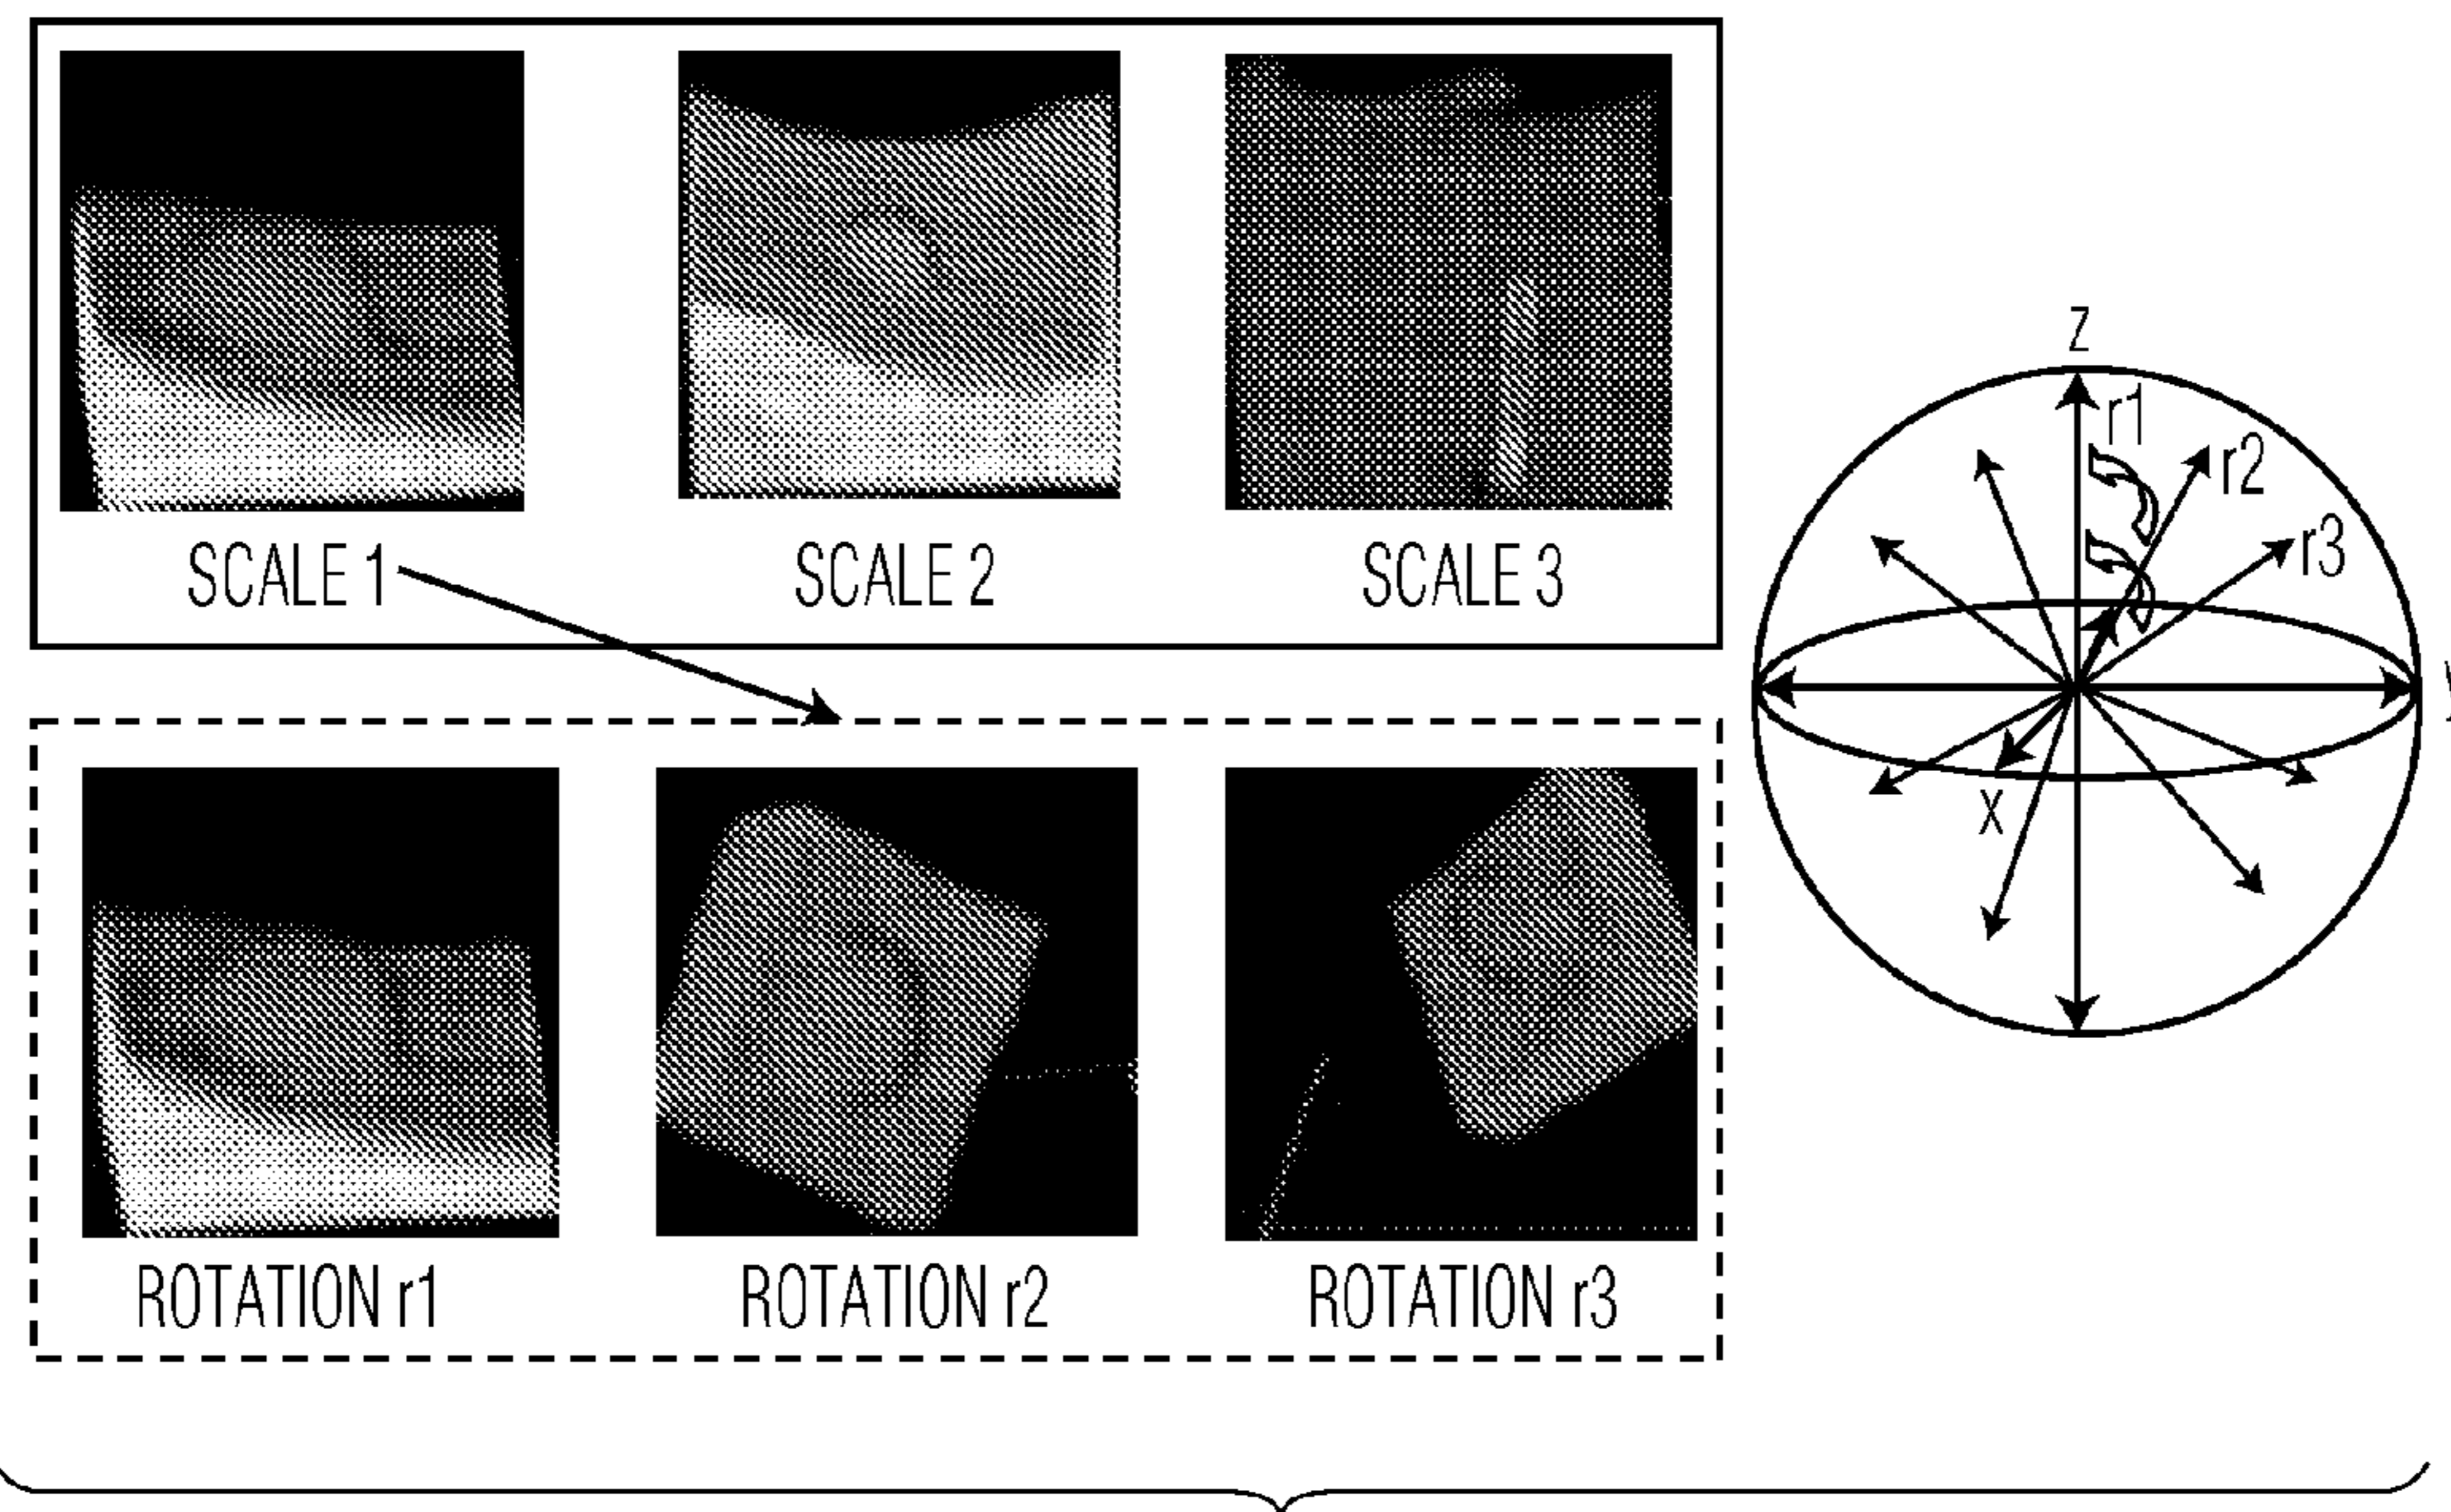 SCALE 1
SCALE 2
SCALE 3
ROTATION r1
ROTATION r2
ROTATION r3
z
r1
r2
r3
y
x